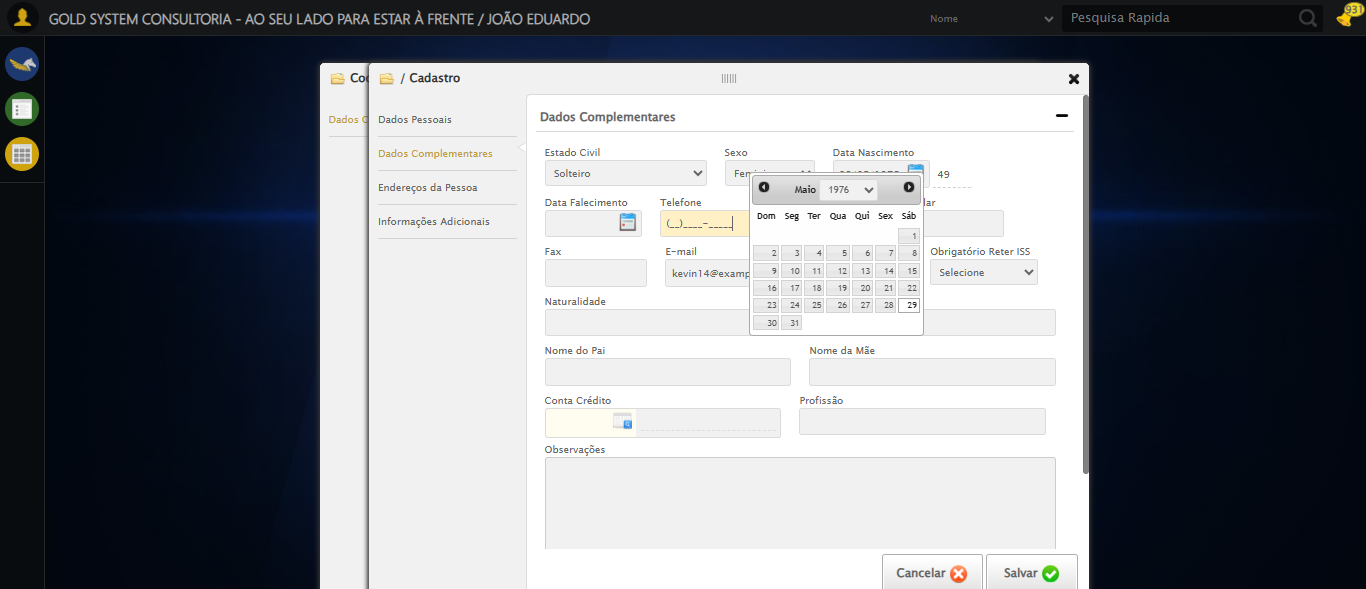 GOLD SYSTEM CONSULTORIA - AO SEU LADO PARA ESTAR À FRENTE / JOÃO EDUARDO
Nome
Pesquisa Rapida
931
/ Cadastro
Dados Pessoais
Dados Complementares
Endereços da Pessoa
Informações Adicionais
Dados Complementares
Estado Civil Sexo Data Nascimento
Solteiro
49
Data Falecimento Telefone
(__)____-_____
Maio 1976
Dom Seg Ter Qua Qui Sex Sáb
1
2 3 4 5 6 7 8
9 10 11 12 13 14 15
16 17 18 19 20 21 22
23 24 25 26 27 28 29
30 31
Fax E-mail Obrigatório Reter ISS
Selecione
Naturalidade
Nome do Pai Nome da Mãe
Conta Crédito Profissão
Observações
Cancelar Salvar